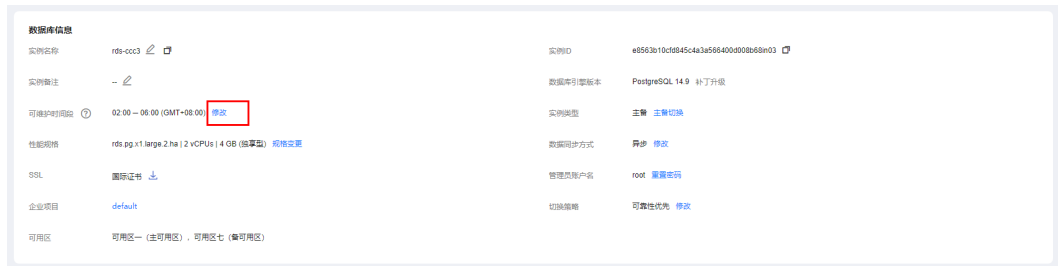 数据库信息
实例名称 rds-ccc3 实例ID e8563b10cfd845c4a3a566400d008b68in03
实例备注 -- 数据库引擎版本 PostgreSQL 14.9 补丁升级
可维护时间段 ? 02:00 – 06:00 (GMT+08:00) 修改 实例类型 主备 主备切换
性能规格 rds.pg.x1.large.2.ha | 2 vCPUs | 4 GB (独享型) 规格变更 数据同步方式 异步 修改
SSL 国际证书 管理员账户名 root 重置密码
企业项目 default 切换策略 可靠性优先 修改
可用区 可用区一（主可用区），可用区七（备可用区）